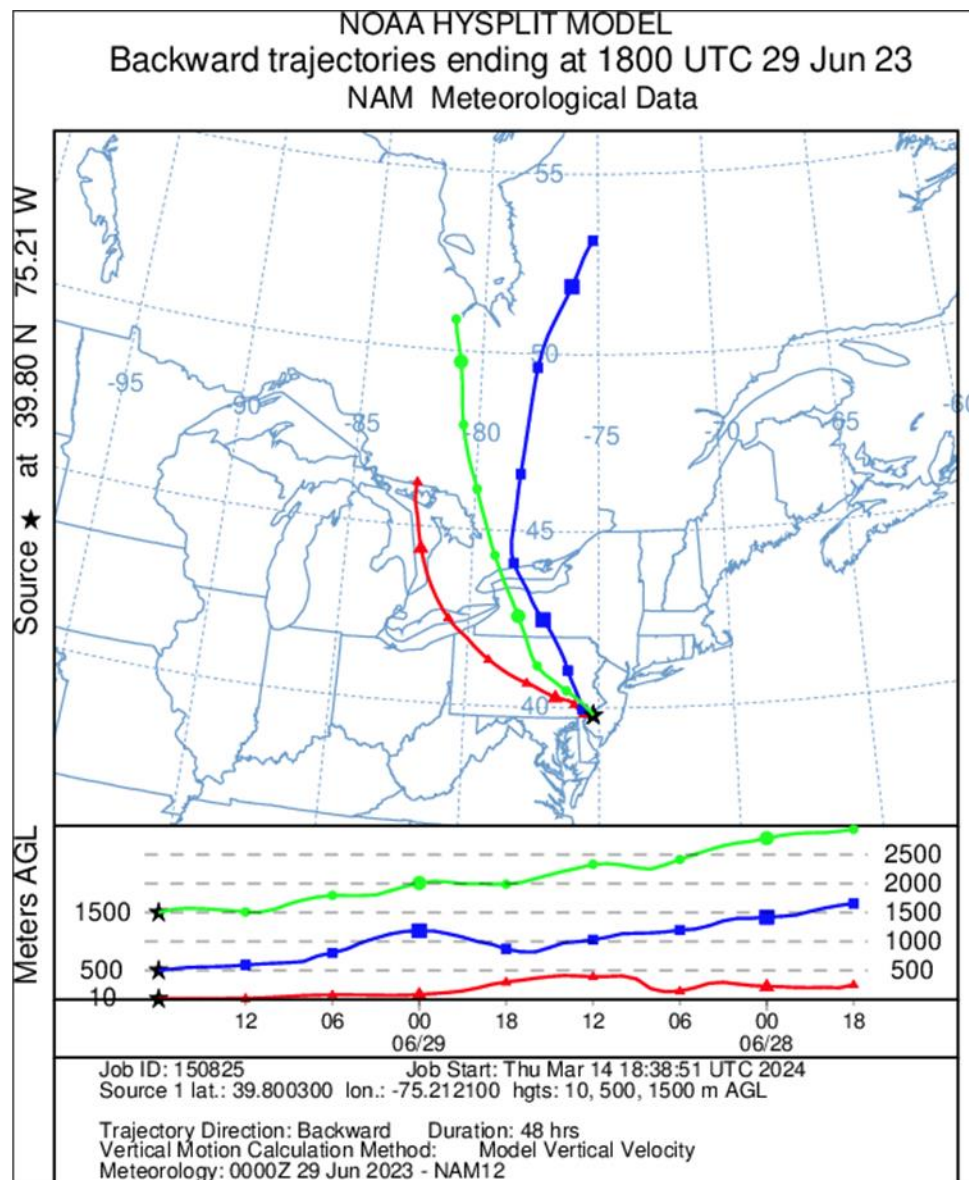 NOAA HYSPLIT MODEL
Backward trajectories ending at 1800 UTC 29 Jun 23
NAM Meteorological Data
Source ★ at 39.80 N 75.21 W
55
50
-95
-90
-85
-80
-75
-70
-65
-60
45
40
Meters AGL
2500
2000
1500
1500
1000
500
500
10
12 06 00 18 12 06 00 18
06/29 06/28
Job ID: 150825 Job Start: Thu Mar 14 18:38:51 UTC 2024
Source 1 lat.: 39.800300 lon.: -75.212100 hgts: 10, 500, 1500 m AGL
Trajectory Direction: Backward Duration: 48 hrs
Vertical Motion Calculation Method: Model Vertical Velocity
Meteorology: 0000Z 29 Jun 2023 - NAM12